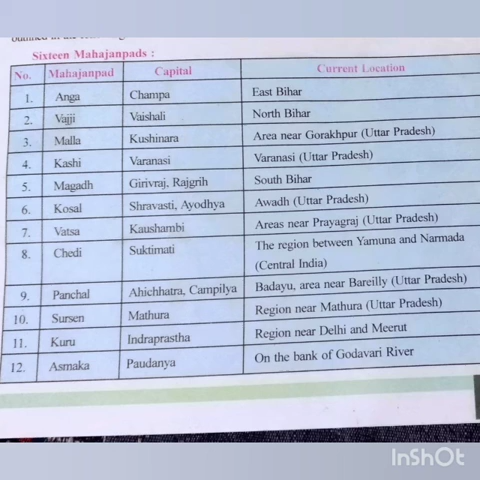 Sixteen Mahajanpads :
No. Mahajanpad Capital Current Location
1. Anga Champa East Bihar
2. Vajji Vaishali North Bihar
3. Malla Kushinara Area near Gorakhpur (Uttar Pradesh)
4. Kashi Varanasi Varanasi (Uttar Pradesh)
5. Magadh Girivraj, Rajgrih South Bihar
6. Kosal Shravasti, Ayodhya Awadh (Uttar Pradesh)
7. Vatsa Kaushambi Areas near Prayagraj (Uttar Pradesh)
8. Chedi Suktimati The region between Yamuna and Narmada
(Central India)
9. Panchal Ahichhatra, Campilya Badayu, area near Bareilly (Uttar Pradesh)
10. Sursen Mathura Region near Mathura (Uttar Pradesh)
11. Kuru Indraprastha Region near Delhi and Meerut
12. Asmaka Paudanya On the bank of Godavari River
InShOt